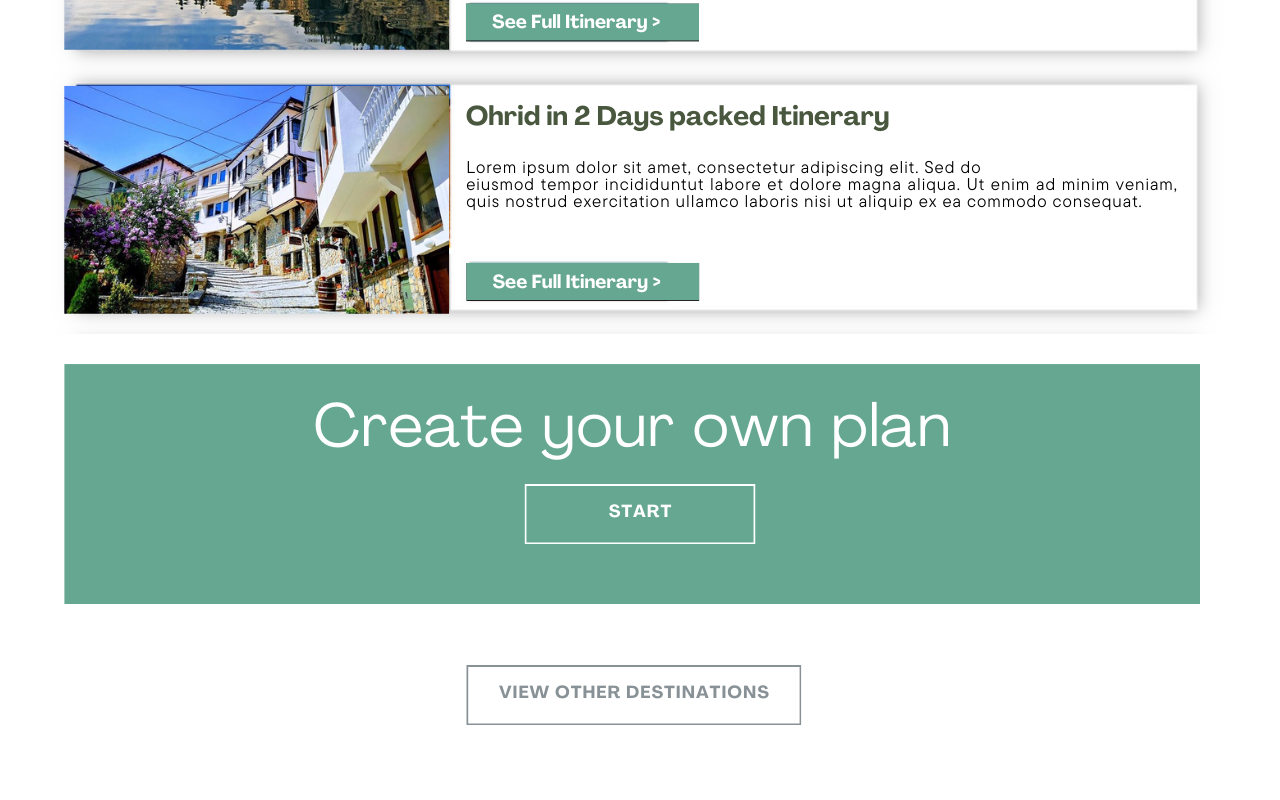 See Full Itinerary >
Ohrid in 2 Days packed Itinerary
Lorem ipsum dolor sit amet, consectetur adipiscing elit. Sed do
eiusmod tempor incididuntut labore et dolore magna aliqua. Ut enim ad minim veniam,
quis nostrud exercitation ullamco laboris nisi ut aliquip ex ea commodo consequat.
See Full Itinerary >
Create your own plan
START
VIEW OTHER DESTINATIONS